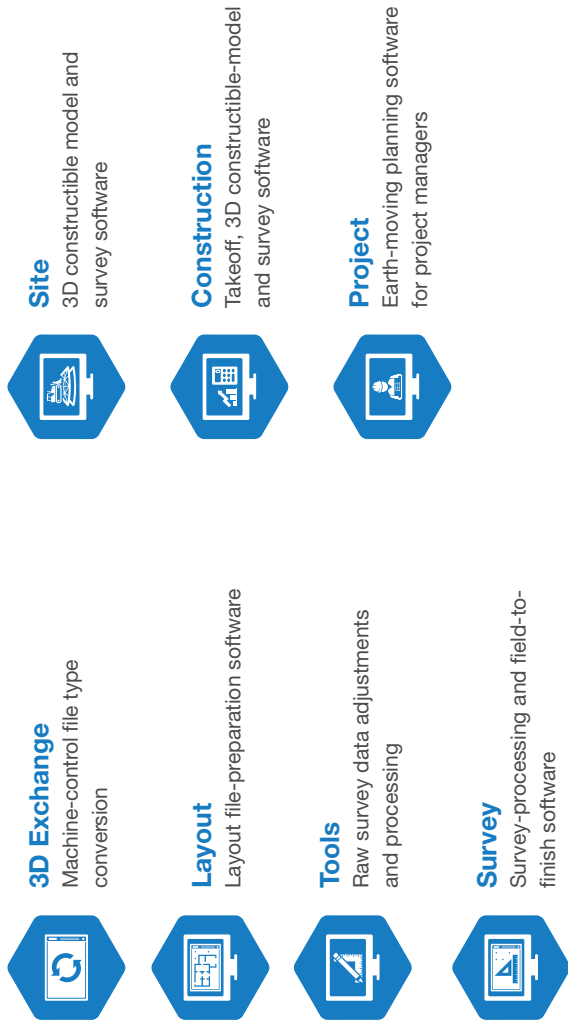 3D Exchange
Machine-control file type
conversion
Layout
Layout file-preparation software
Tools
Raw survey data adjustments
and processing
Survey
Survey-processing and field-to-
finish software
Site
3D constructible model and
survey software
Construction
Takeoff, 3D constructible-model
and survey software
Project
Earth-moving planning software
for project managers